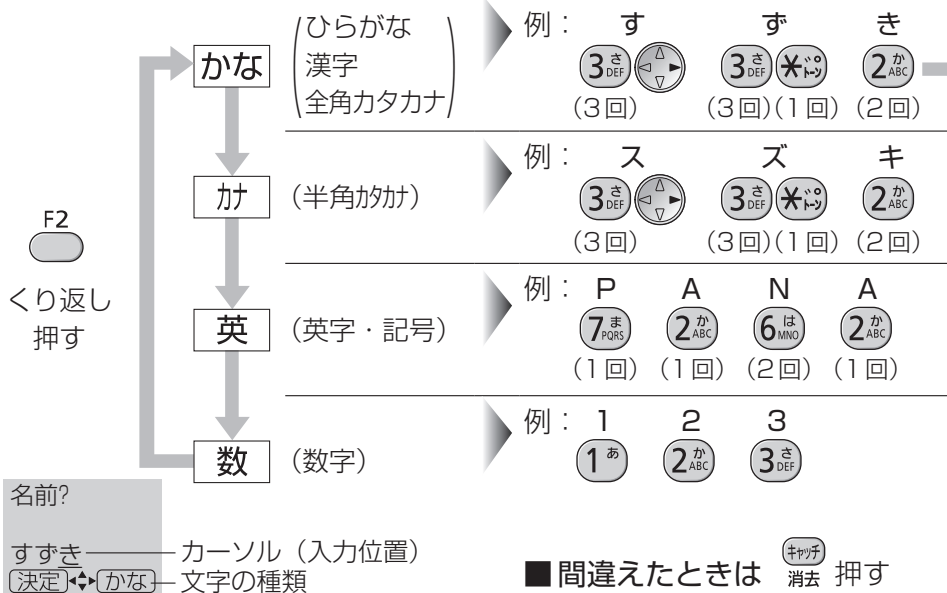 F2
くり返し
押す
かな
(ひらがな
漢字
全角カタカナ)
例： す ず き
3さDEF 3さDEF ＊゛゜トーン 2かABC
(3回) (3回)(1回) (2回)
ｶﾅ
(半角ｶﾀｶﾅ)
例： ス ズ キ
3さDEF 3さDEF ＊゛゜トーン 2かABC
(3回) (3回)(1回) (2回)
英
(英字・記号)
例： P A N A
7まPQRS 2かABC 6はMNO 2かABC
(1回) (1回) (2回) (1回)
数
(数字)
例： 1 2 3
1あ 2かABC 3さDEF
名前?
すずき カーソル（入力位置）
決定 かな 文字の種類
■間違えたときは ｷｬｯﾁ 消去 押す